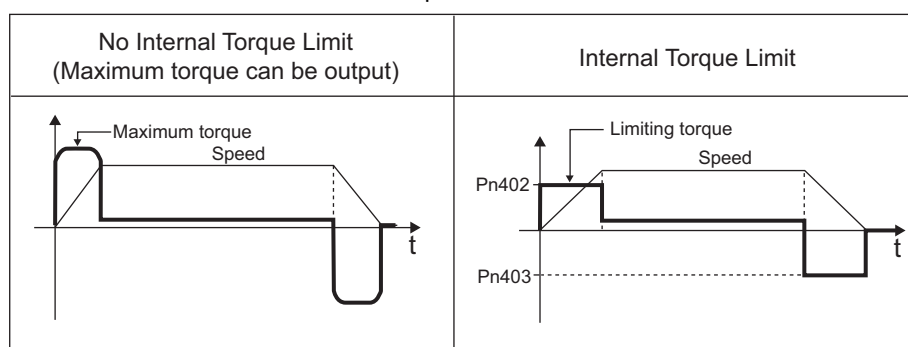 No Internal Torque Limit
(Maximum torque can be output)
Internal Torque Limit
Maximum torque
Speed
t
Limiting torque
Speed
Pn402
t
Pn403